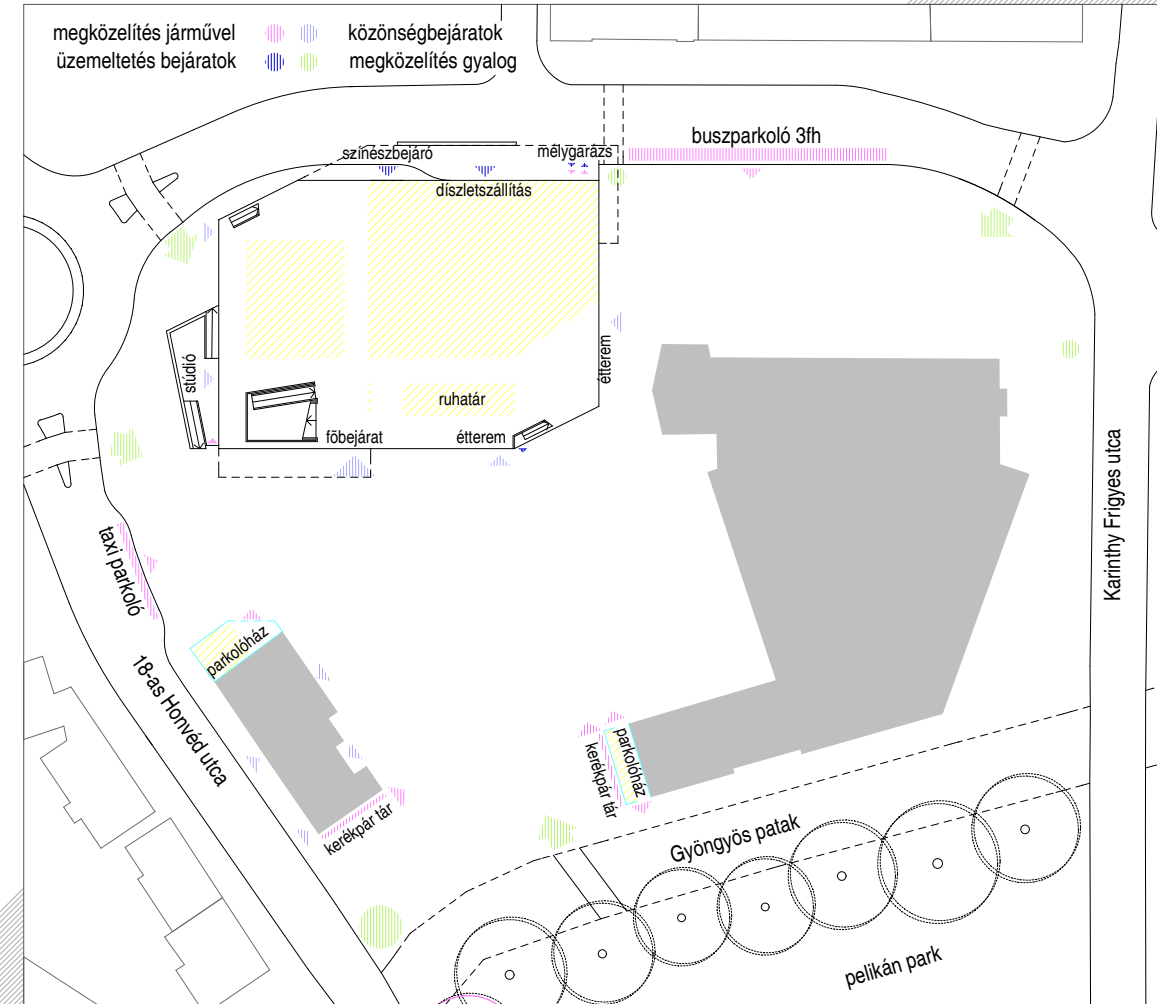 megközelítés járművel közönségbejáratok
üzemeltetés bejáratok megközelítés gyalog
buszparkoló 3fh
színészbejáró mélygarázs
díszletszállítás
étterem
stúdió
ruhatár
főbejárat étterem
Karinthy Frigyes utca
taxi parkoló
parkolóház
18-as Honvéd utca
parkolóház
kerékpár tár
kerékpár tár
Gyöngyös patak
pelikán park